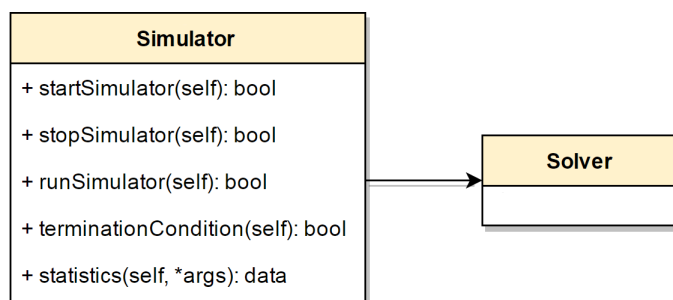 Simulator
+ startSimulator(self): bool
+ stopSimulator(self): bool
+ runSimulator(self): bool
+ terminationCondition(self): bool
+ statistics(self, *args): data
Solver